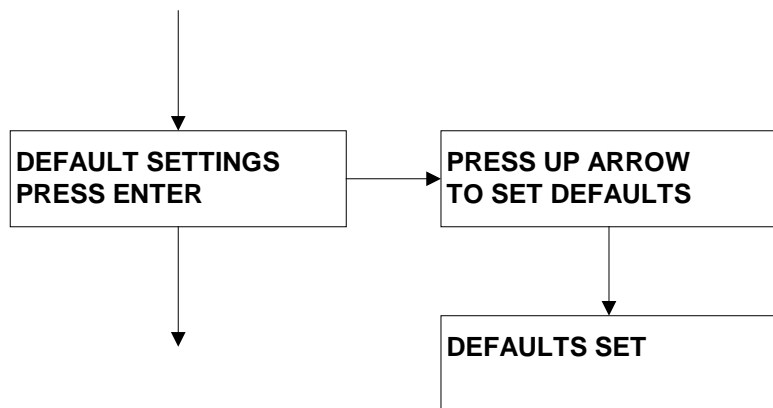 DEFAULT SETTINGS
PRESS ENTER
PRESS UP ARROW
TO SET DEFAULTS
DEFAULTS SET